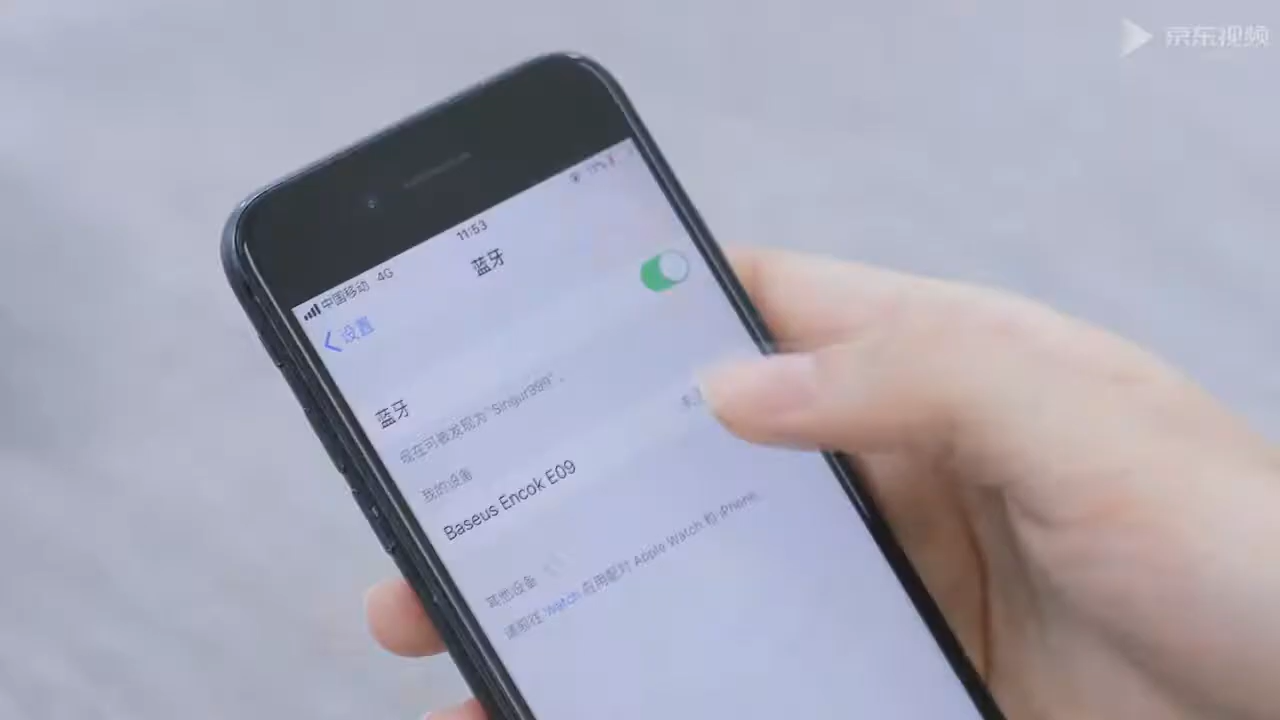 京东视频
中国移动 4G
11:53
13%
设置
蓝牙
蓝牙
现在可被发现为“Singur899”。
我的设备
Baseus Encok E09
其他设备
请前往 Watch 应用配对 Apple Watch 和 iPhone。